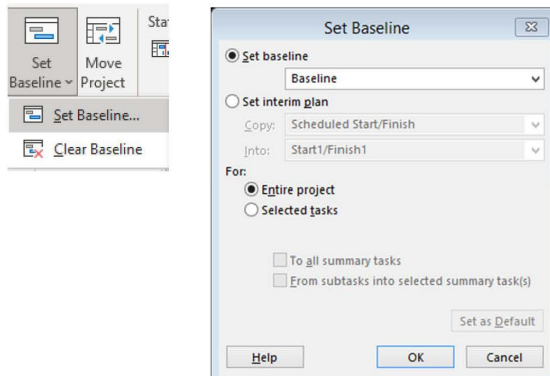 Set
Baseline
Move
Project
Set Baseline...
Clear Baseline
Set Baseline
Set baseline
Baseline
Set interim plan
Copy: Scheduled Start/Finish
Into: Start1/Finish1
For:
Entire project
Selected tasks
To all summary tasks
From subtasks into selected summary task(s)
Set as Default
Help OK Cancel